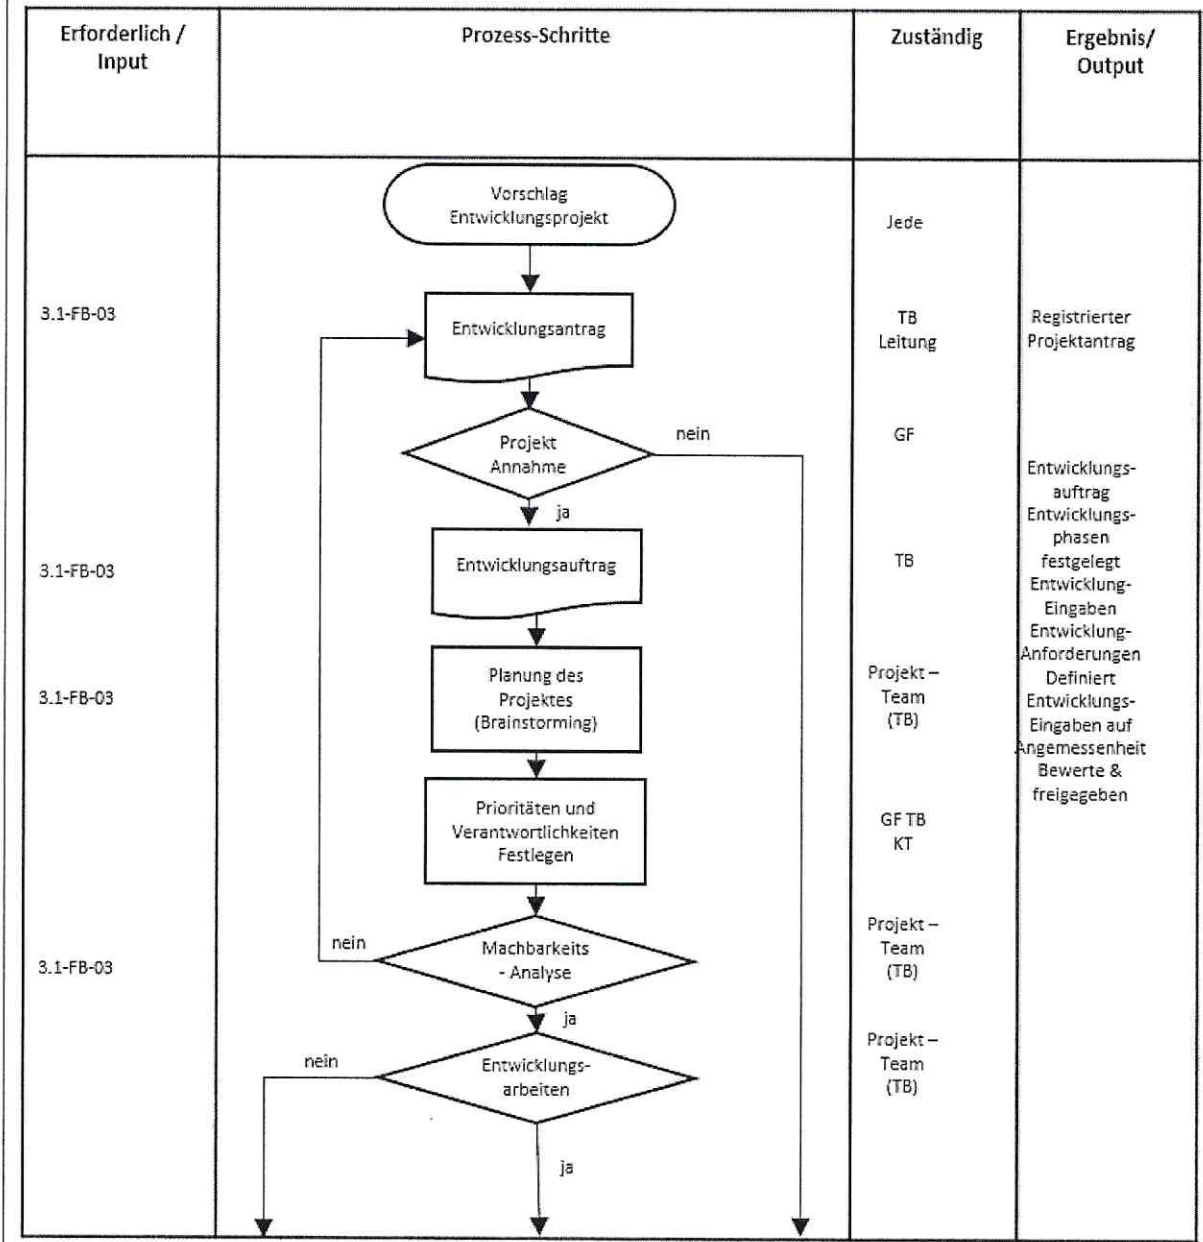 Erforderlich /
Input
Prozess-Schritte
Zuständig
Ergebnis/
Output
Vorschlag
Entwicklungsprojekt
Jede
3.1-FB-03
Entwicklungsantrag
TB
Leitung
Registrierter
Projektantrag
Projekt
Annahme
nein
GF
ja
3.1-FB-03
Entwicklungsauftrag
TB
Entwicklungs-
auftrag
Entwicklungs-
phasen
festgelegt
Entwicklung-
Eingaben
Entwicklung-
Anforderungen
Definiert
Entwicklungs-
Eingaben auf
Angemessenheit
Bewerte &
freigegeben
3.1-FB-03
Planung des
Projektes
(Brainstorming)
Projekt –
Team
(TB)
Prioritäten und
Verantwortlichkeiten
Festlegen
GF TB
KT
3.1-FB-03
nein
Machbarkeits
- Analyse
Projekt –
Team
(TB)
ja
nein
Entwicklungs-
arbeiten
Projekt –
Team
(TB)
ja